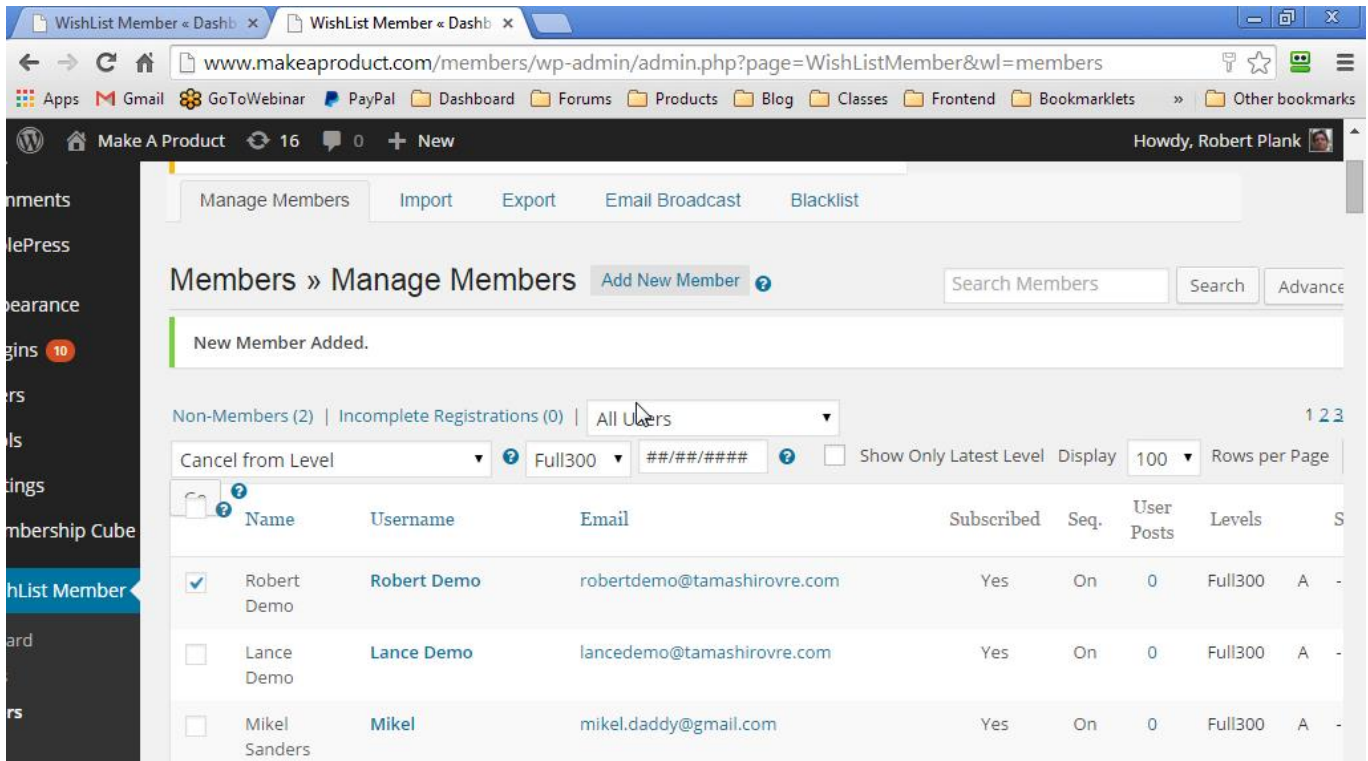 WishList Member « Dashb × WishList Member « Dashb ×
www.makeaproduct.com/members/wp-admin/admin.php?page=WishListMember&wl=members
Apps Gmail GoToWebinar PayPal Dashboard Forums Products Blog Classes Frontend Bookmarklets » Other bookmarks
Make A Product 16 0 + New Howdy, Robert Plank
nments
Manage Members Import Export Email Broadcast Blacklist
lePress
Members » Manage Members Add New Member ? Search Members Search Advance
pearance
New Member Added.
gins 10
rs
Non-Members (2) | Incomplete Registrations (0) | All Users 1 2 3
ls
Cancel from Level ? Full300 ##/##/#### ? Show Only Latest Level Display 100 Rows per Page
tings
? ?
Name Username Email Subscribed Seq. User Posts Levels S
mbership Cube
Robert Demo Robert Demo robertdemo@tamashirovre.com Yes On 0 Full300 A -
hList Member
ard
Lance Demo Lance Demo lancedemo@tamashirovre.com Yes On 0 Full300 A -
rs
Mikel Sanders Mikel mikel.daddy@gmail.com Yes On 0 Full300 A -